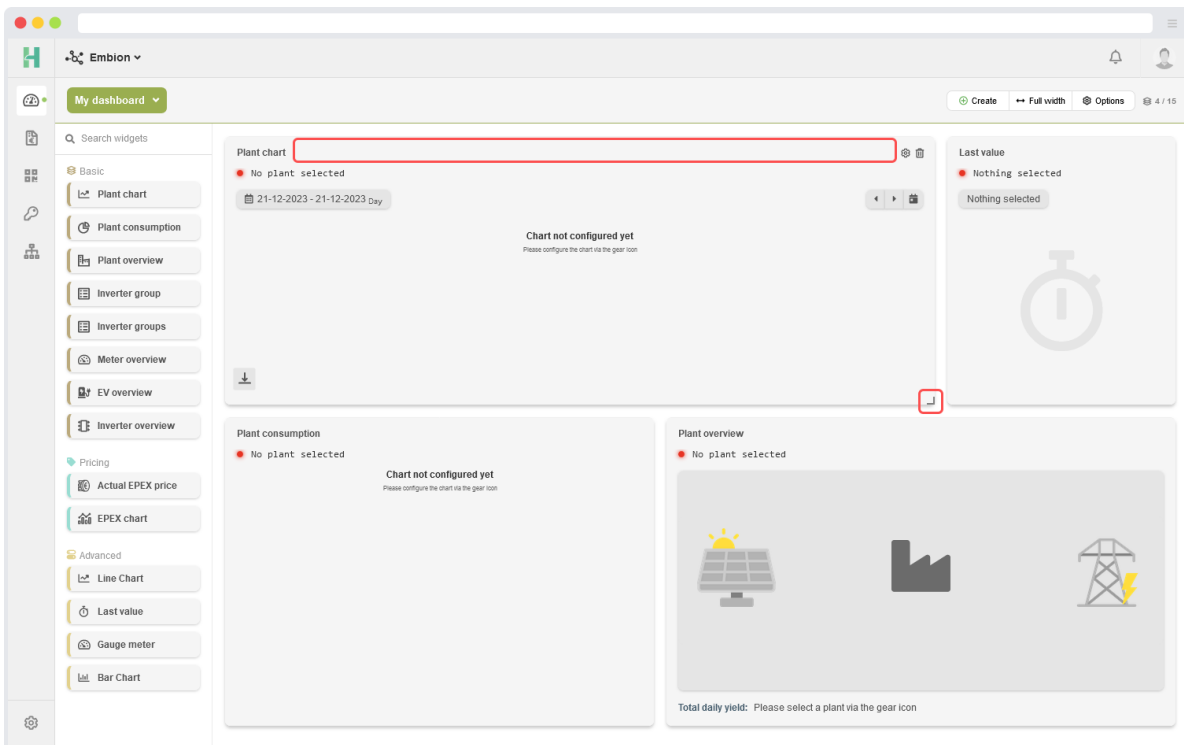 Embion
My dashboard
Create
Full width
Options
4 / 15
Search widgets
Basic
Plant chart
Plant consumption
Plant overview
Inverter group
Inverter groups
Meter overview
EV overview
Inverter overview
Pricing
Actual EPEX price
EPEX chart
Advanced
Line Chart
Last value
Gauge meter
Bar Chart
Plant chart
No plant selected
21-12-2023 - 21-12-2023 Day
Chart not configured yet
Please configure the chart via the gear icon
Last value
Nothing selected
Nothing selected
Plant consumption
No plant selected
Chart not configured yet
Please configure the chart via the gear icon
Plant overview
No plant selected
Total daily yield: Please select a plant via the gear icon